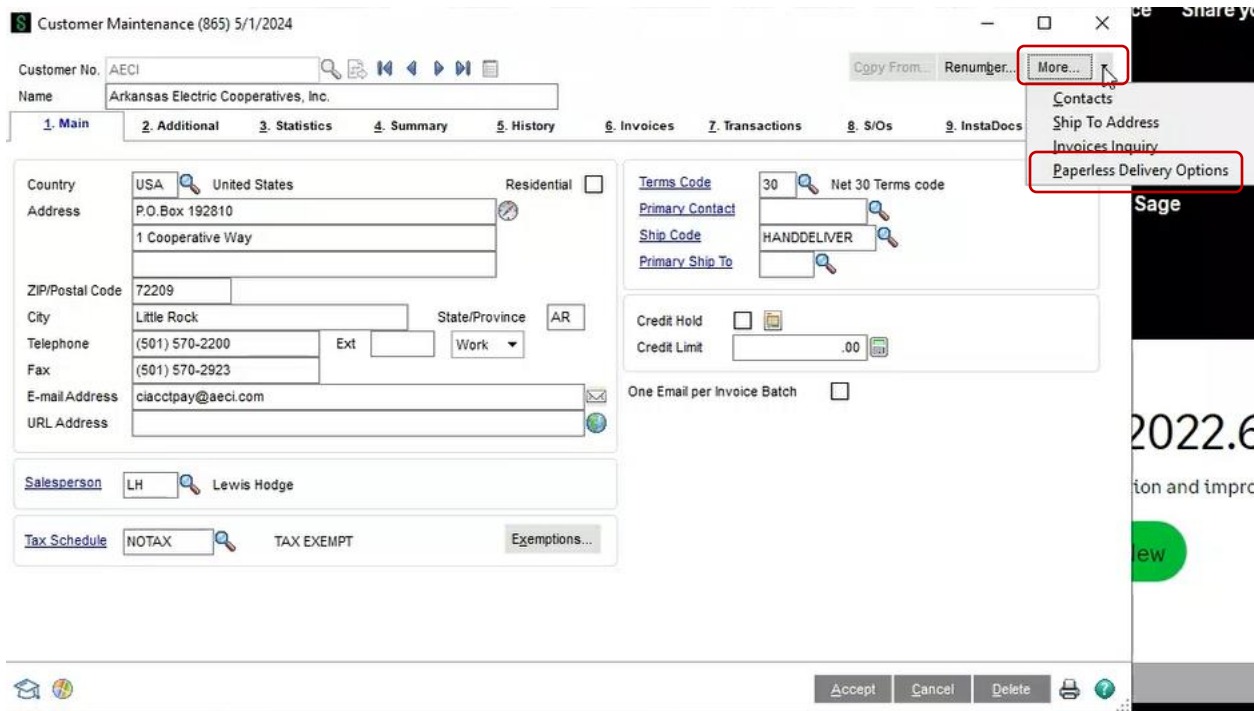 S Customer Maintenance (865) 5/1/2024
Share y
Customer No. AECI
Copy From... Renumber... More...
Name Arkansas Electric Cooperatives, Inc.
Contacts
Ship To Address
Invoices Inquiry
Paperless Delivery Options
1. Main 2. Additional 3. Statistics 4. Summary 5. History 6. Invoices 7. Transactions 8. S/Os 9. InstaDocs
Country USA United States Residential
Address P.O.Box 192810
1 Cooperative Way
ZIP/Postal Code 72209
City Little Rock State/Province AR
Telephone (501) 570-2200 Ext Work
Fax (501) 570-2923
E-mail Address ciacctpay@aeci.com
URL Address
Terms Code 30 Net 30 Terms code
Primary Contact
Ship Code HANDDELIVER
Primary Ship To
Credit Hold
Credit Limit .00
One Email per Invoice Batch
Salesperson LH Lewis Hodge
Tax Schedule NOTAX TAX EXEMPT Exemptions...
Sage
2022.6
ion and impro
ew
Accept Cancel Delete